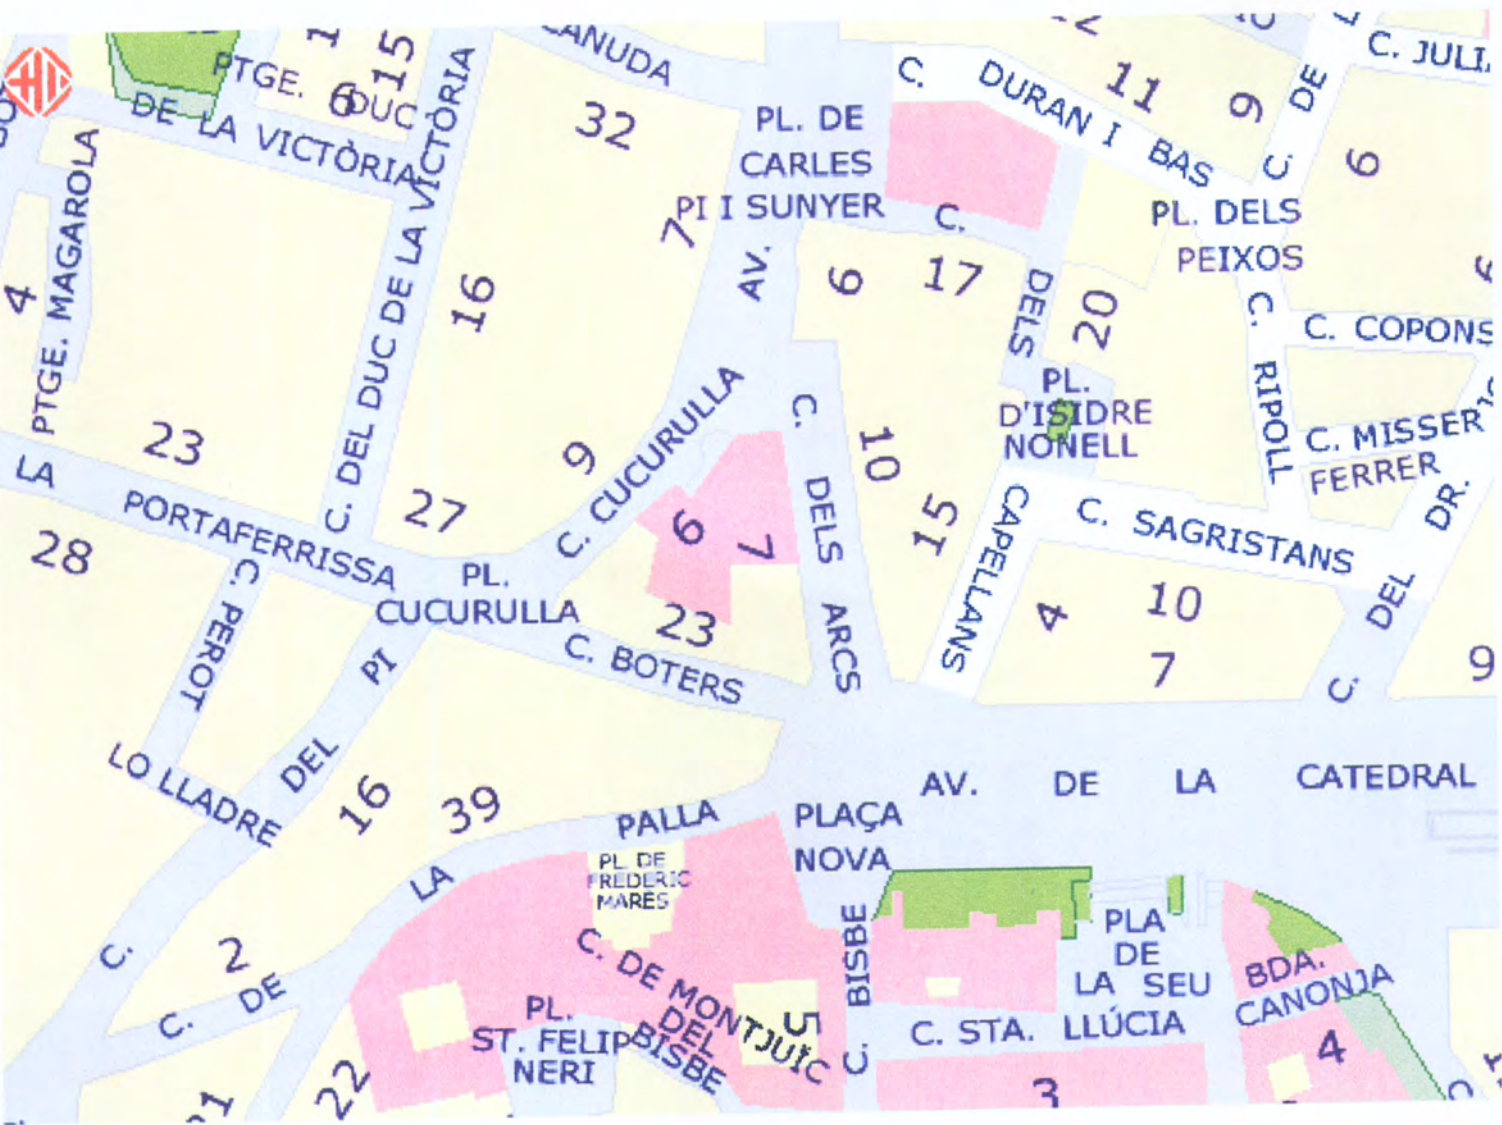 CANUDA
C. DURAN I BAS
11
9
C. DE
C. JULI
15
PTGE.
6
DUC
DE LA VICTÒRIA
32
PL. DE
CARLES
PI I SUNYER
7
AV.
C. DELS
6
PL. DELS
PEIXOS
PTGE. MAGAROLA
4
C. DEL DUC DE LA VICTÒRIA
16
6
17
20
C. RIPOLL
C. COPONS
PL.
D'ISIDRE
NONELL
C. MISSER
FERRER
23
27
9
C. CUCURULLA
C. DELS ARCS
10
15
CAPELLANS
C. SAGRISTANS
C. DEL DR.
LA PORTAFERRISSA
28
PL.
CUCURULLA
6
7
23
C. BOTERS
4
10
7
9
C. PEROT
LO LLADRE
C. DEL PI
16
39
C. DE LA PALLA
2
AV. DE LA CATEDRAL
PLAÇA
NOVA
PL. DE
FREDERIC
MARÈS
C. BISBE
PLA
DE
LA SEU
BDA.
CANONJA
C. DE MONTJUÏC
DEL
BISBE
5
PL.
ST. FELIP
NERI
C. STA. LLÚCIA
4
3
22